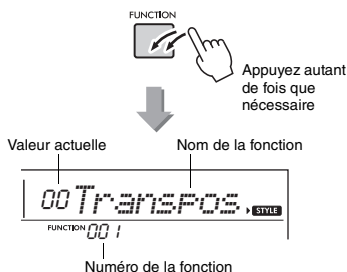 FUNCTION
Appuyez autant
de fois que
nécessaire
Valeur actuelle
Nom de la fonction
00 Transpos. STYLE
FUNCTION 001
Numéro de la fonction